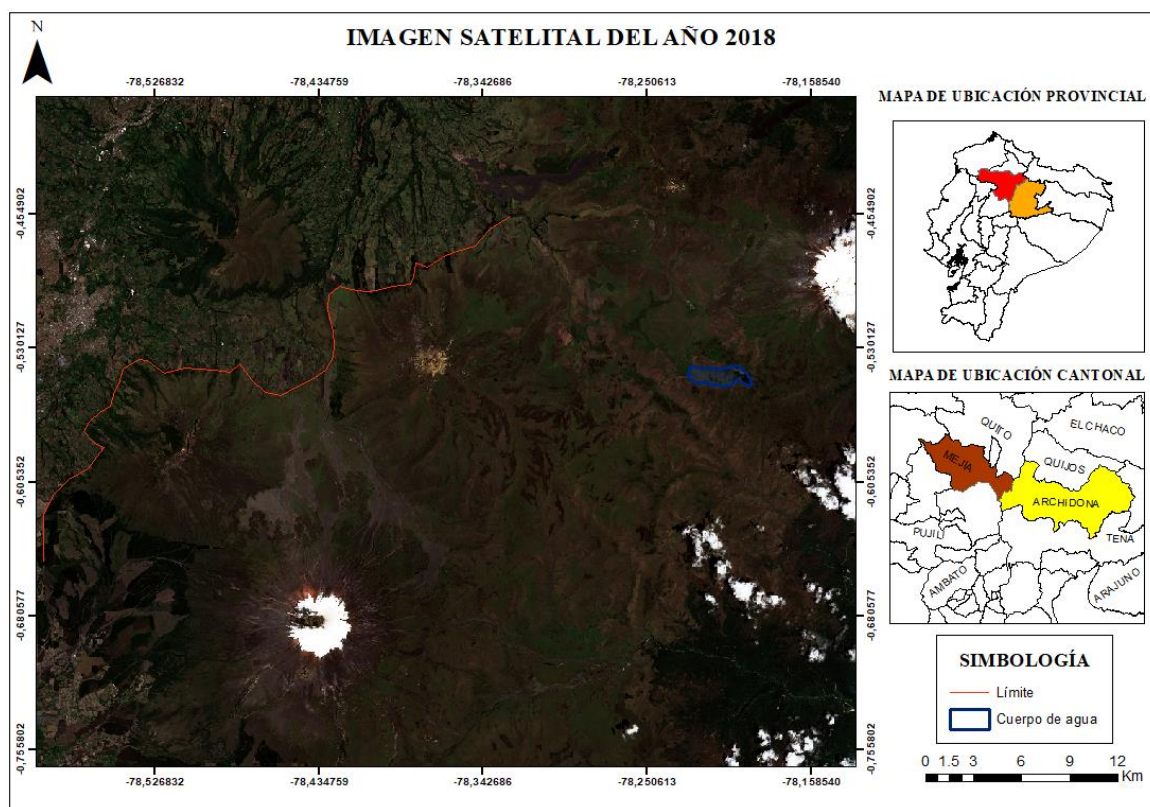 N
IMAGEN SATELITAL DEL AÑO 2018
-78,526832 -78,434759 -78,342686 -78,250613 -78,158540
-0,454902 -0,454902
-0,530127 -0,530127
-0,605352 -0,605352
-0,680577 -0,680577
-0,755802 -0,755802
-78,526832 -78,434759 -78,342686 -78,250613 -78,158540
MAPA DE UBICACIÓN PROVINCIAL
MAPA DE UBICACIÓN CANTONAL
QUITO
EL CHACO
MEJÍA
QUIJOS
ARCHIDONA
PUJILÍ
TENA
AMBATO
ARAJUNO
SIMBOLOGÍA
Límite
Cuerpo de agua
0 1.5 3 6 9 12
Km